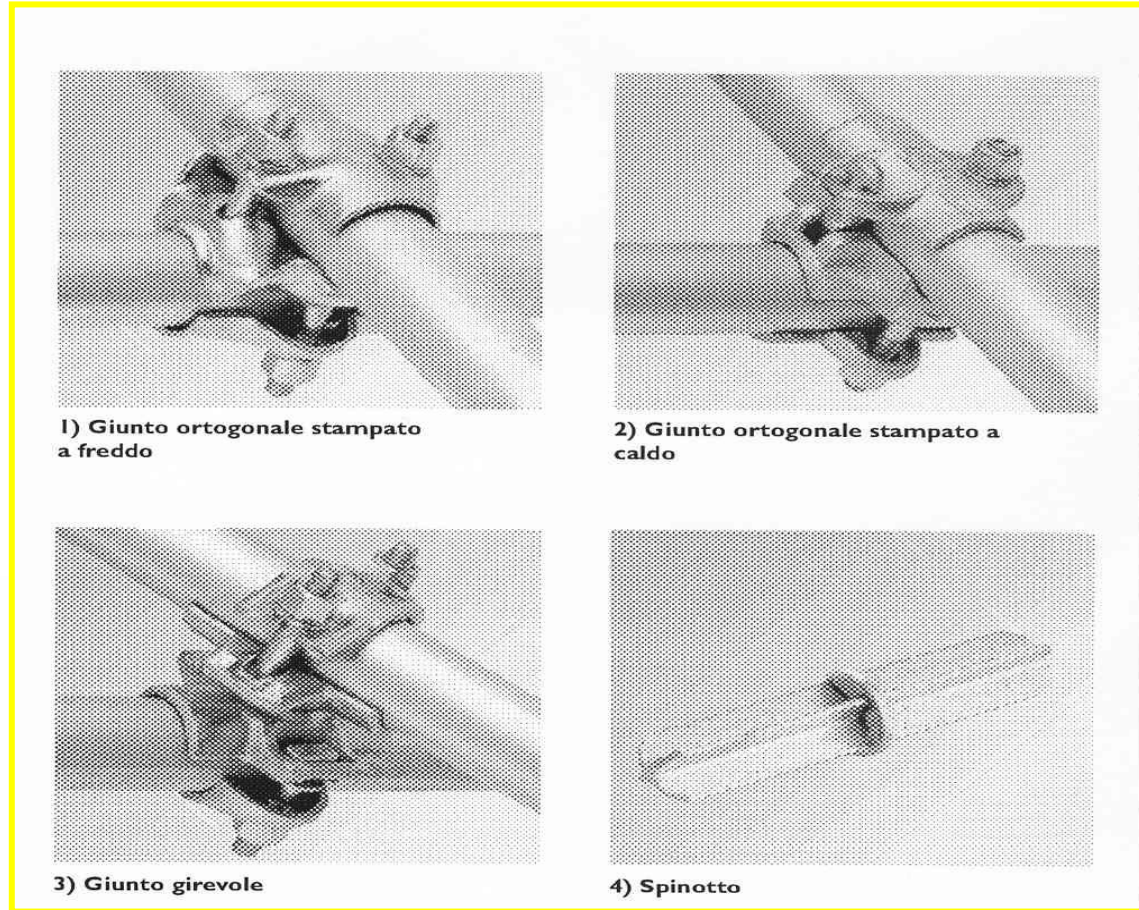 1) Giunto ortogonale stampato
a freddo
2) Giunto ortogonale stampato a
caldo
3) Giunto girevole
4) Spinotto